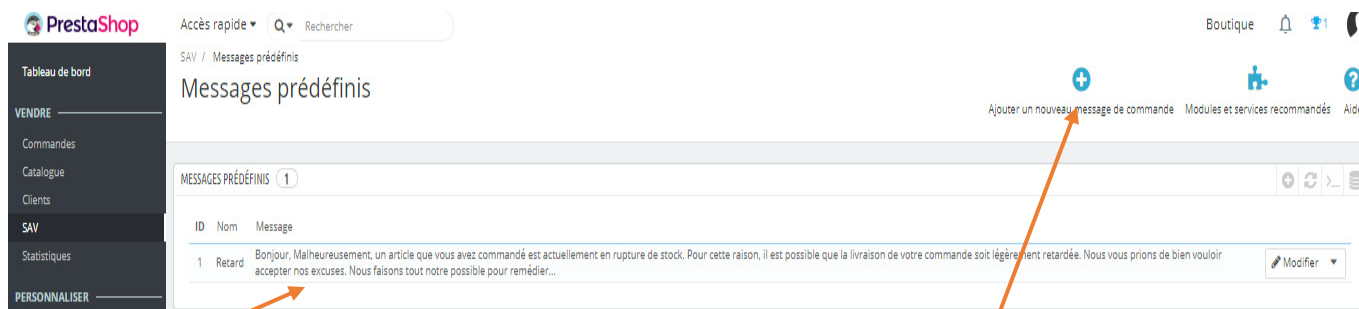 PrestaShop
Accès rapide
Rechercher
Boutique
1
SAV / Messages prédéfinis
Messages prédéfinis
Ajouter un nouveau message de commande
Modules et services recommandés
Tableau de bord
VENDRE
Commandes
Catalogue
Clients
SAV
Statistiques
PERSONNALISER
MESSAGES PRÉDÉFINIS 1
ID Nom Message
1 Retard Bonjour, Malheureusement, un article que vous avez commandé est actuellement en rupture de stock. Pour cette raison, il est possible que la livraison de votre commande soit légèrement retardée. Nous vous prions de bien vouloir
accepter nos excuses. Nous faisons tout notre possible pour remédier...
Modifier